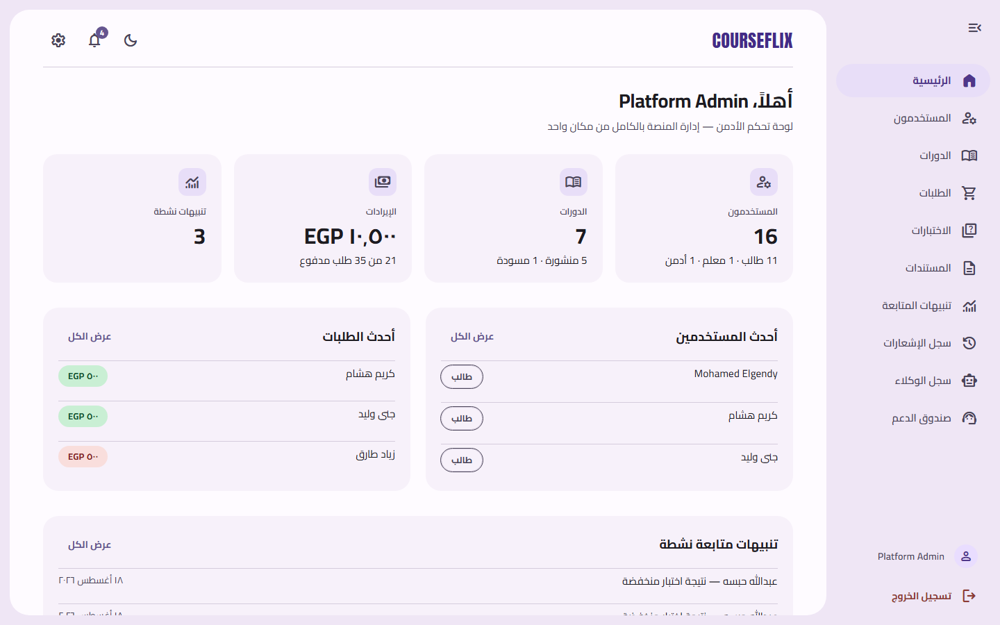 COURSEFLIX
4
أهلاً، Platform Admin
لوحة تحكم الأدمن — إدارة المنصة بالكامل من مكان واحد
المستخدمون
16
11 طالب · 1 معلم · 1 أدمن
الدورات
7
5 منشورة · 1 مسودة
الإيرادات
١٠٬٥٠٠ EGP
21 من 35 طلب مدفوع
تنبيهات نشطة
3
أحدث المستخدمين
عرض الكل
Mohamed Elgendy
طالب
كريم هشام
طالب
جنى وليد
طالب
أحدث الطلبات
عرض الكل
كريم هشام
٥٠٠ EGP
جنى وليد
٥٠٠ EGP
زياد طارق
٥٠٠ EGP
تنبيهات متابعة نشطة
عرض الكل
عبدالله حبسه — نتيجة اختبار منخفضة
١٨ أغسطس ٢٠٢٦
الرئيسية
المستخدمون
الدورات
الطلبات
الاختبارات
المستندات
تنبيهات المتابعة
سجل الإشعارات
سجل الوكلاء
صندوق الدعم
Platform Admin
تسجيل الخروج